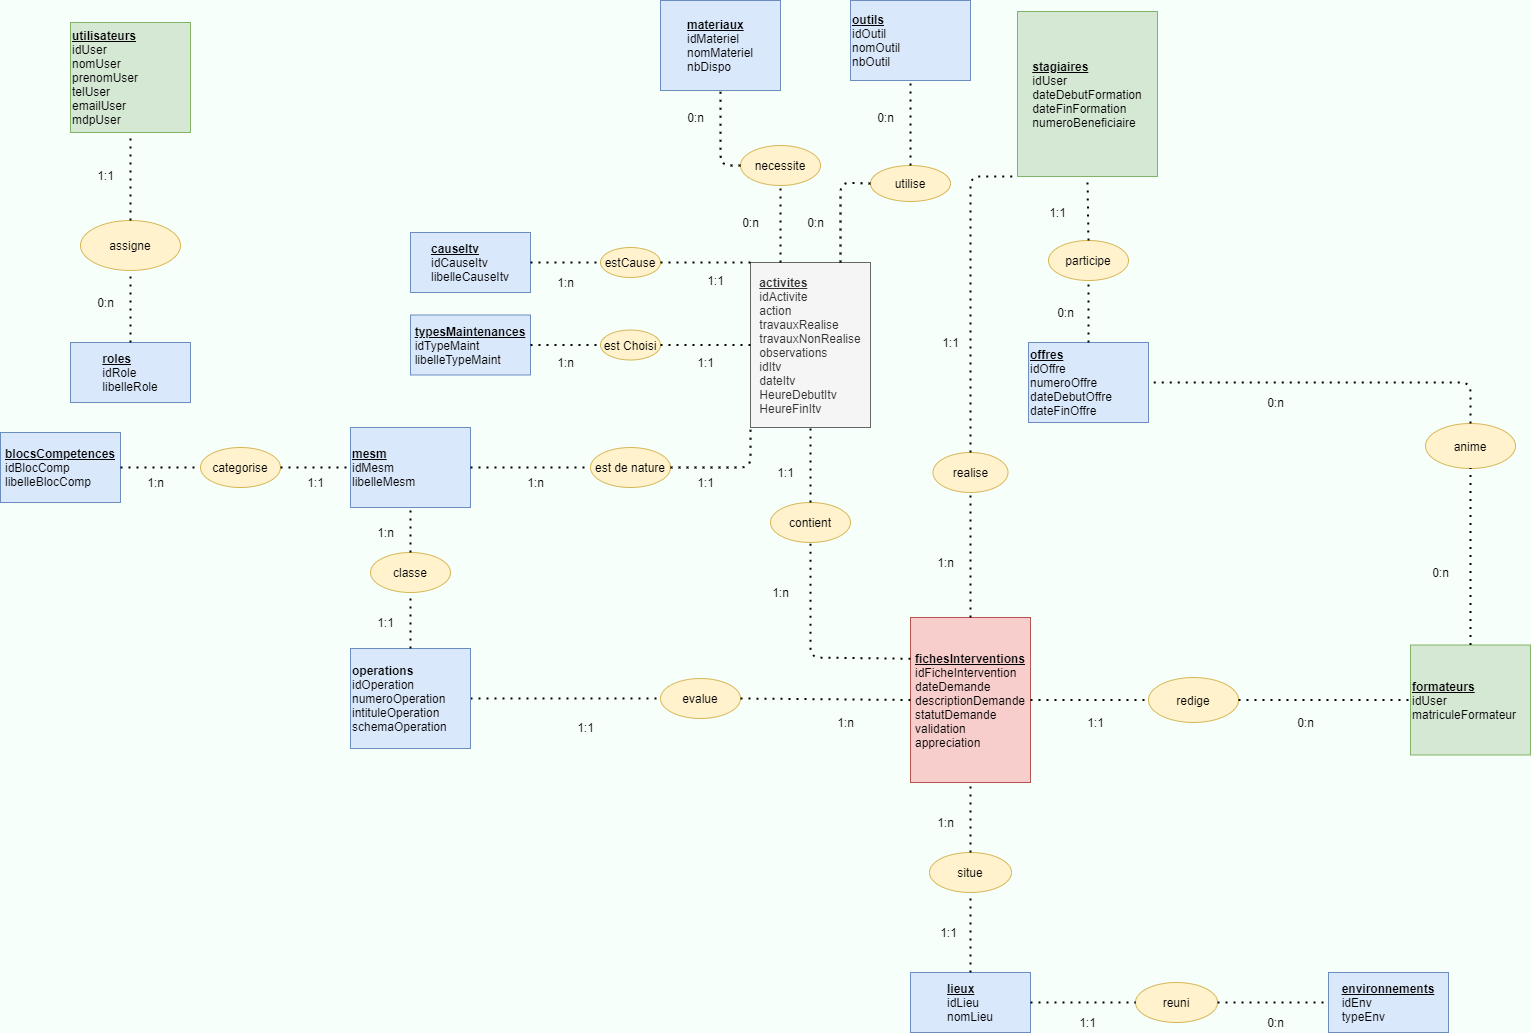 utilisateurs
idUser
nomUser
prenomUser
telUser
emailUser
mdpUser
1:1
assigne
0:n
roles
idRole
libelleRole
materiaux
idMateriel
nomMateriel
nbDispo
0:n
necessite
0:n
outils
idOutil
nomOutil
nbOutil
0:n
utilise
0:n
stagiaires
idUser
dateDebutFormation
dateFinFormation
numeroBeneficiaire
1:1
participe
0:n
offres
idOffre
numeroOffre
dateDebutOffre
dateFinOffre
0:n
anime
0:n
causeItv
idCauseItv
libelleCauseItv
1:n
estCause
1:1
typesMaintenances
idTypeMaint
libelleTypeMaint
1:n
est Choisi
1:1
activites
idActivite
action
travauxRealise
travauxNonRealise
observations
idItv
dateItv
HeureDebutItv
HeureFinItv
1:1
realise
1:n
blocsCompetences
idBlocComp
libelleBlocComp
1:n
categorise
1:1
mesm
idMesm
libelleMesm
1:n
est de nature
1:1
1:1
contient
1:n
1:n
classe
1:1
operations
idOperation
numeroOperation
intituleOperation
schemaOperation
1:1
evalue
1:n
fichesInterventions
idFicheIntervention
dateDemande
descriptionDemande
statutDemande
validation
appreciation
1:1
redige
0:n
formateurs
idUser
matriculeFormateur
1:n
situe
1:1
lieux
idLieu
nomLieu
1:1
reuni
0:n
environnements
idEnv
typeEnv